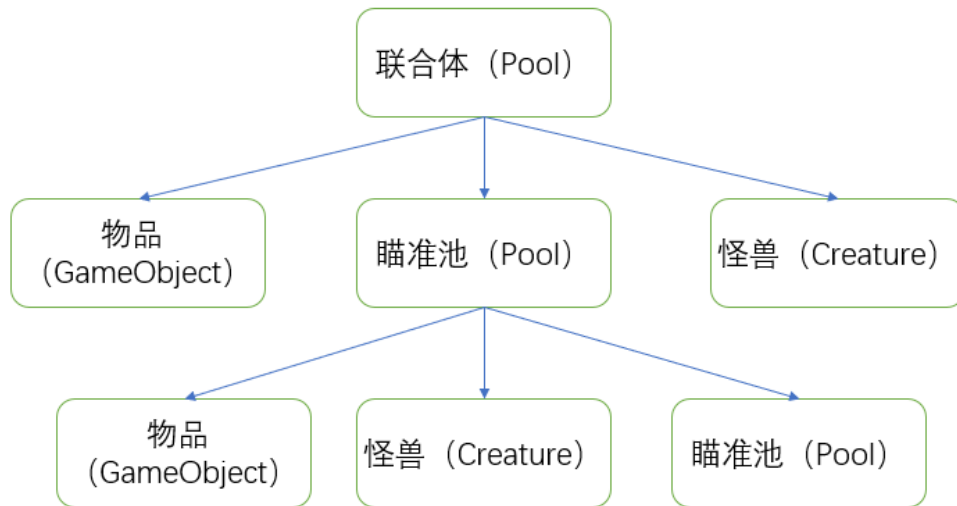 联合体（Pool）
物品
（GameObject）
瞄准池（Pool）
怪兽（Creature）
物品
（GameObject）
怪兽（Creature）
瞄准池（Pool）